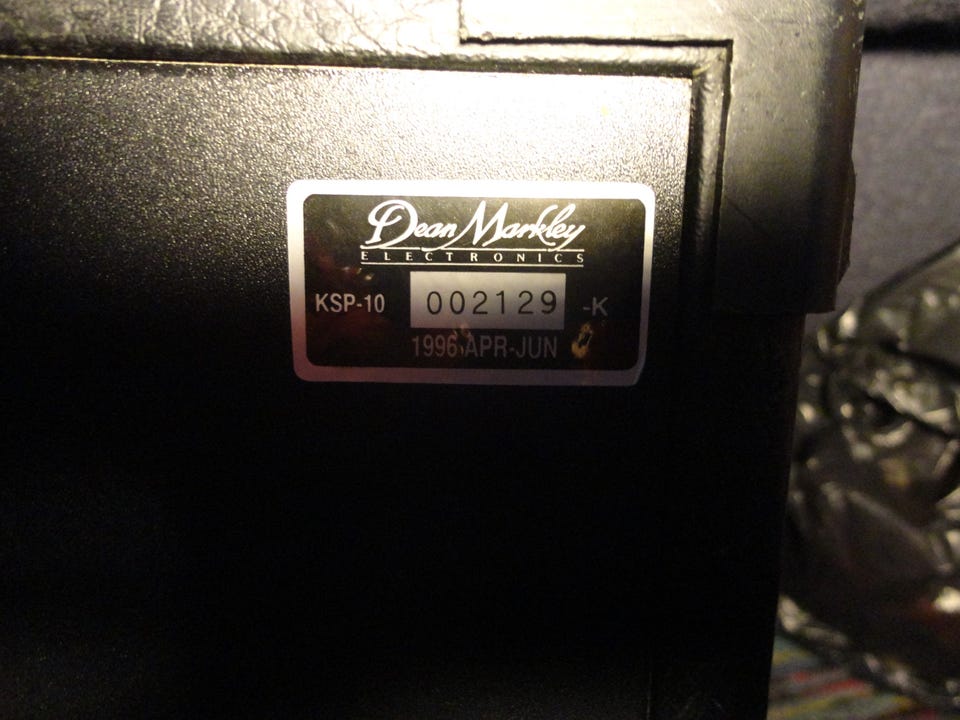 Dean Markley
ELECTRONICS
KSP-10 002129 -K
1996 APR-JUN